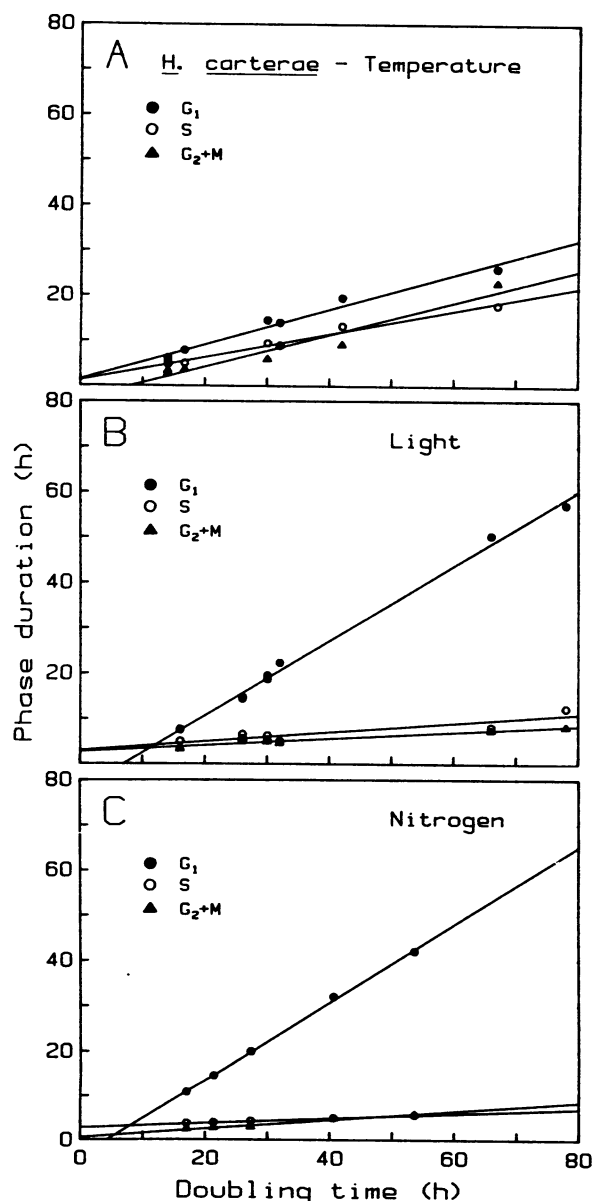 80
A H. carterae - Temperature
60
G₁
S
G₂+M
40
20
80
B Light
60
G₁
S
G₂+M
40
20
Phase duration (h)
80
C Nitrogen
60
G₁
S
G₂+M
40
20
0
0 20 40 60 80
Doubling time (h)